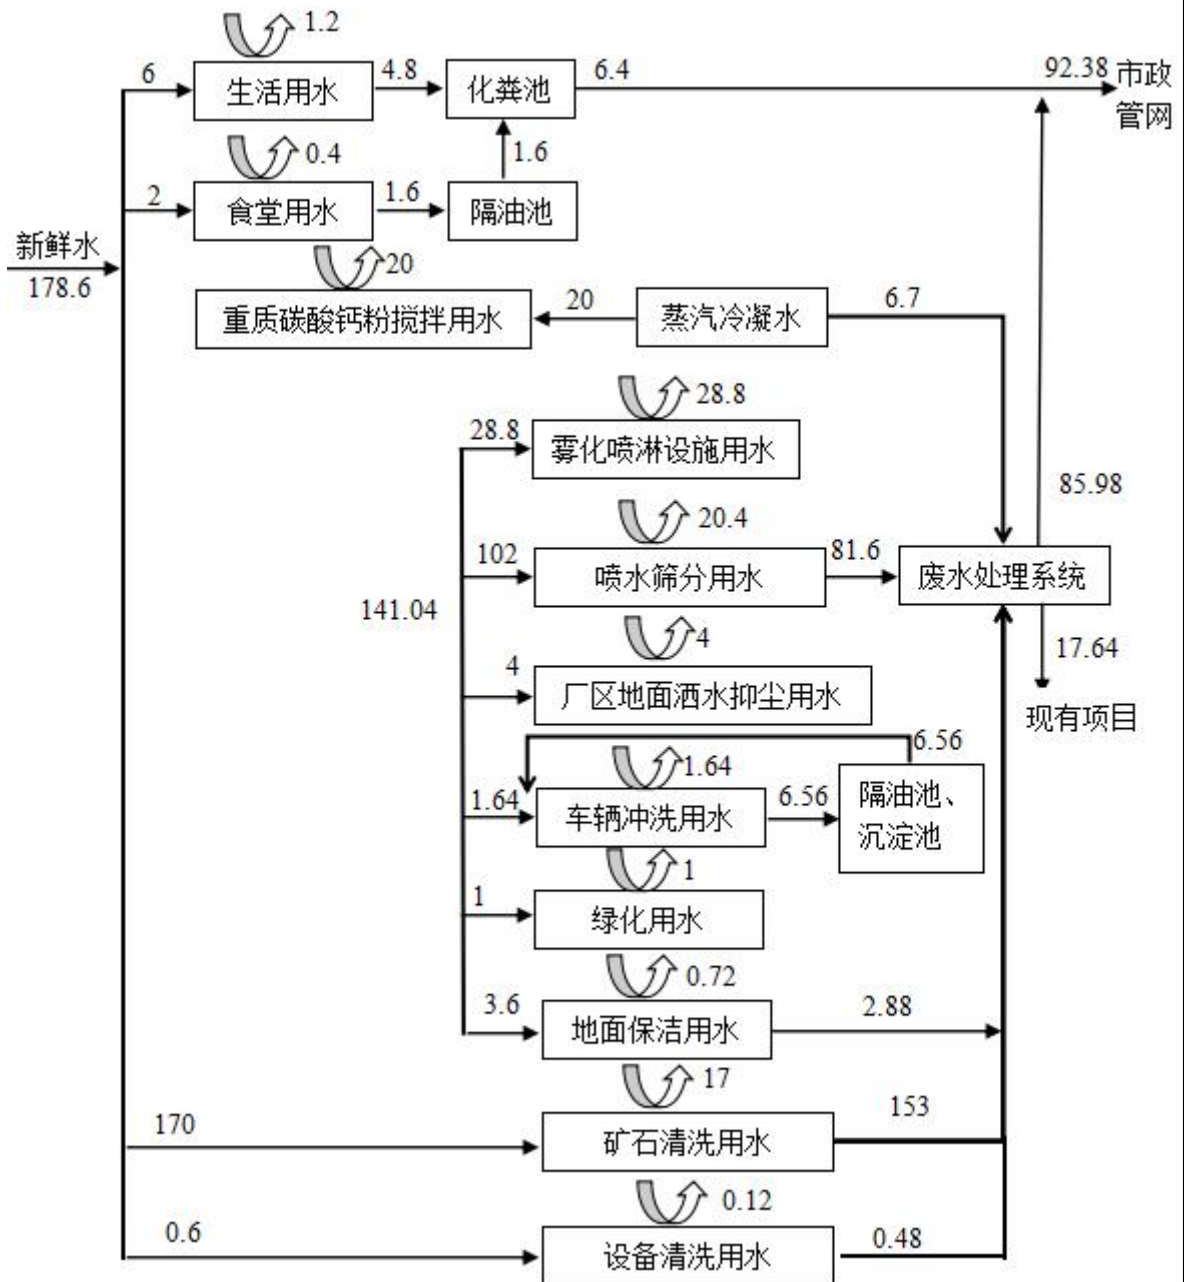 1.2
6
生活用水
4.8
化粪池
6.4
92.38
市政
管网
0.4
1.6
2
食堂用水
1.6
隔油池
新鲜水
178.6
20
重质碳酸钙粉搅拌用水
20
蒸汽冷凝水
6.7
28.8
28.8
雾化喷淋设施用水
85.98
20.4
102
喷水筛分用水
81.6
废水处理系统
141.04
4
17.64
4
厂区地面洒水抑尘用水
现有项目
6.56
1.64
1.64
车辆冲洗用水
6.56
隔油池、
沉淀池
1
1
绿化用水
0.72
3.6
地面保洁用水
2.88
17
170
矿石清洗用水
153
0.12
0.6
设备清洗用水
0.48